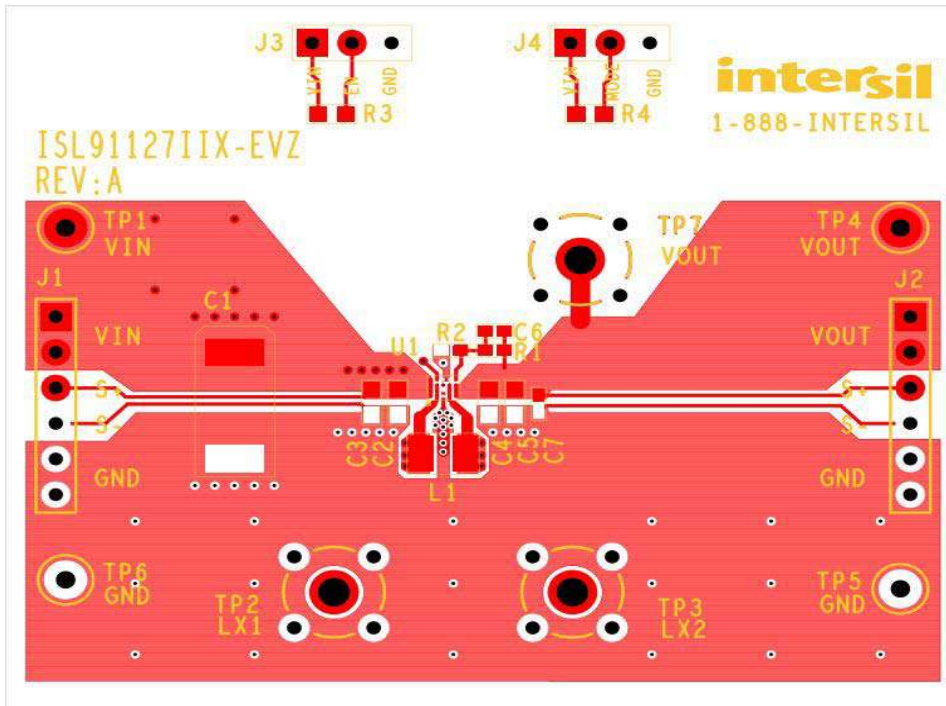 J3
VIN
EN
GND
R3
J4
VIN
MODE
GND
R4
intersil
1-888-INTERSIL
ISL91127IIX-EVZ
REV:A
TP1
VIN
TP7
VOUT
TP4
VOUT
J1
C1
J2
VIN
U1
R2
C6
R1
VOUT
S+
S-
S+
S-
C3
C2
L1
C4
C5
C7
GND
GND
TP6
GND
TP2
LX1
TP3
LX2
TP5
GND